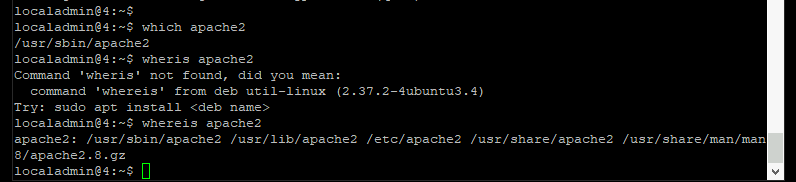 localadmin@4:~$
localadmin@4:~$ which apache2
/usr/sbin/apache2
localadmin@4:~$ wheris apache2
Command 'wheris' not found, did you mean:
  command 'whereis' from deb util-linux (2.37.2-4ubuntu3.4)
Try: sudo apt install <deb name>
localadmin@4:~$ whereis apache2
apache2: /usr/sbin/apache2 /usr/lib/apache2 /etc/apache2 /usr/share/apache2 /usr/share/man/man
8/apache2.8.gz
localadmin@4:~$